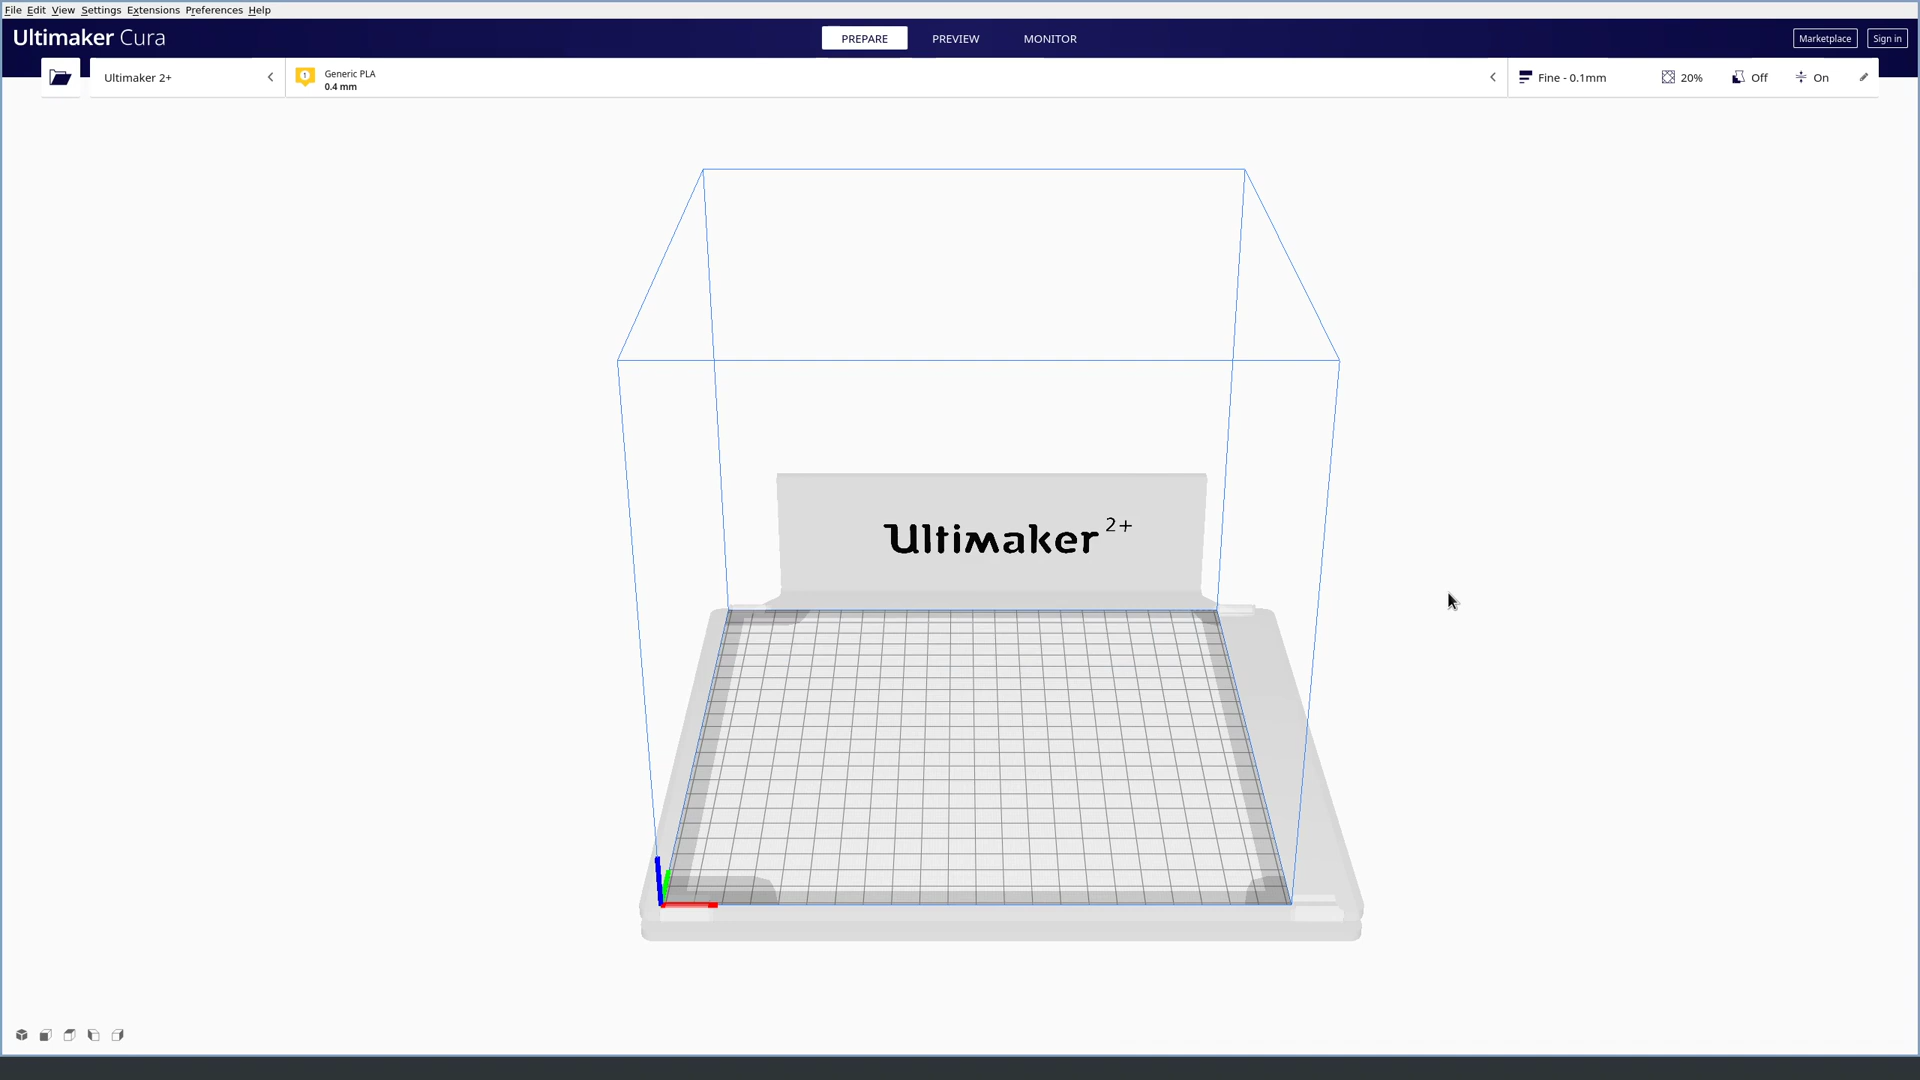 File Edit View Settings Extensions Preferences Help
Ultimaker Cura
PREPARE
PREVIEW
MONITOR
Marketplace
Sign in
Ultimaker 2+
1
Generic PLA
0.4 mm
Fine - 0.1mm
20%
Off
On
Ultimaker 2+